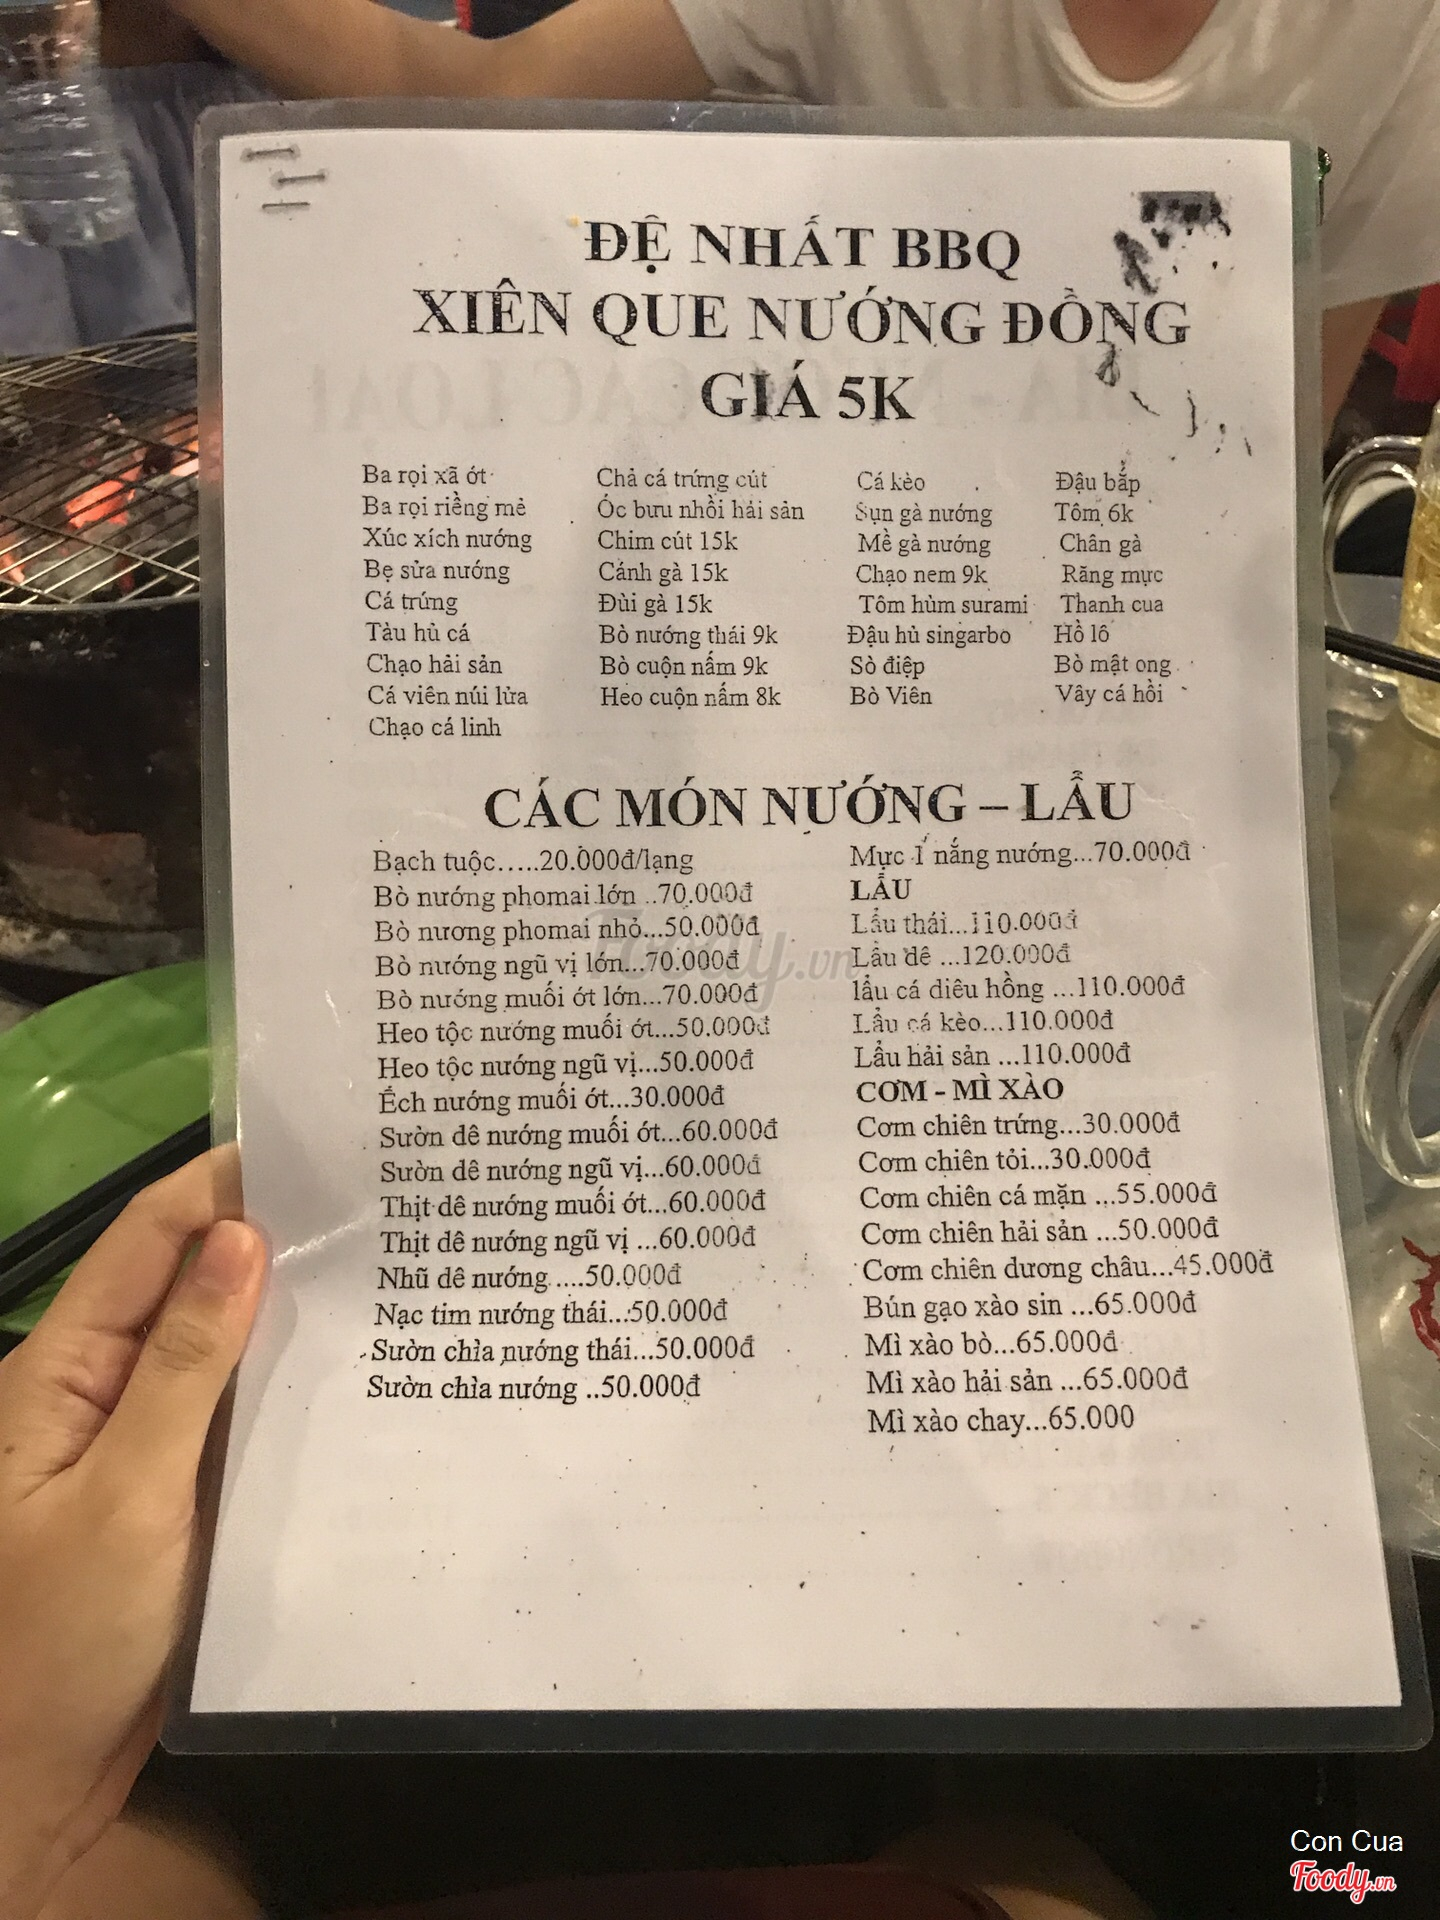 ĐỆ NHẤT BBQ
XIÊN QUE NƯỚNG ĐỒNG
GIÁ 5K
Ba rọi xã ớt
Ba rọi riềng mẻ
Xúc xích nướng
Bẹ sửa nướng
Cá trứng
Tàu hủ cá
Chạo hải sản
Cá viên núi lửa
Chạo cá linh
Chả cá trứng cút
Ốc bưu nhồi hải sản
Chim cút 15k
Cánh gà 15k
Đùi gà 15k
Bò nướng thái 9k
Bò cuộn nấm 9k
Heo cuộn nấm 8k
Cá kèo
Sụn gà nướng
Mề gà nướng
Chạo nem 9k
Tôm hùm surami
Đậu hủ singarbo
Sò điệp
Bò Viên
Đậu bắp
Tôm 6k
Chân gà
Răng mực
Thanh cua
Hồ lô
Bò mật ong
Vây cá hồi
CÁC MÓN NƯỚNG – LẨU
Bạch tuộc…..20.000đ/lạng
Bò nướng phomai lớn ..70.000đ
Bò nương phomai nhỏ...50.000đ
Bò nướng ngũ vị lớn...70.000đ
Bò nướng muối ớt lớn...70.000đ
Heo tộc nướng muối ớt...50.000đ
Heo tộc nướng ngũ vị...50.000đ
Ếch nướng muối ớt...30.000đ
Sườn dê nướng muối ớt...60.000đ
Sườn dê nướng ngũ vị...60.000đ
Thịt dê nướng muối ớt...60.000đ
Thịt dê nướng ngũ vị ...60.000đ
Nhũ dê nướng ....50.000đ
Nạc tim nướng thái...50.000đ
Sườn chìa nướng thái...50.000đ
Sườn chìa nướng ..50.000đ
Mực 1 nắng nướng...70.000đ
LẨU
Lẩu thái...110.000đ
Lẩu dê ...120.000đ
lẩu cá diêu hồng ...110.000đ
Lẩu cá kèo...110.000đ
Lẩu hải sản ...110.000đ
CƠM - MÌ XÀO
Cơm chiên trứng...30.000đ
Cơm chiên tỏi...30.000đ
Cơm chiên cá mặn ...55.000đ
Cơm chiên hải sản ...50.000đ
Cơm chiên dương châu...45.000đ
Bún gạo xào sin ...65.000đ
Mì xào bò...65.000đ
Mì xào hải sản ...65.000đ
Mì xào chay...65.000
Foody.vn
Con Cua
Foody.vn